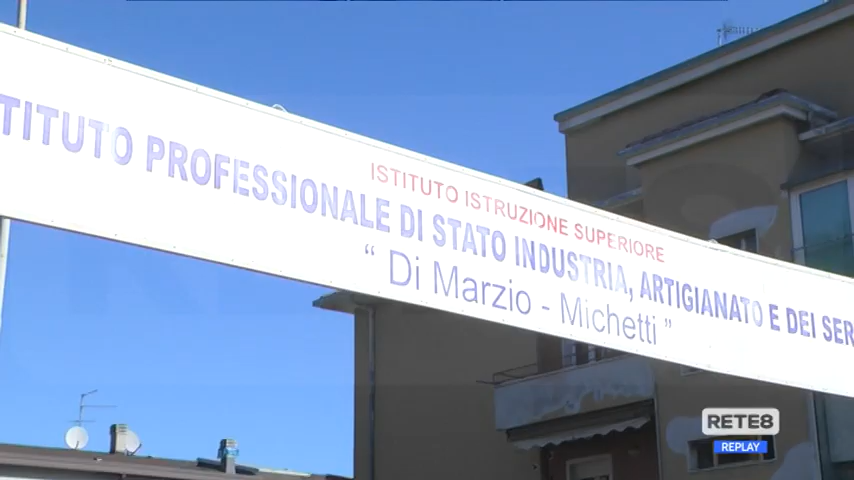 ISTITUTO ISTRUZIONE SUPERIORE
TITUTO PROFESSIONALE DI STATO INDUSTRIA, ARTIGIANATO E DEI SER
“ Di Marzio - Michetti ”
RETE8
REPLAY